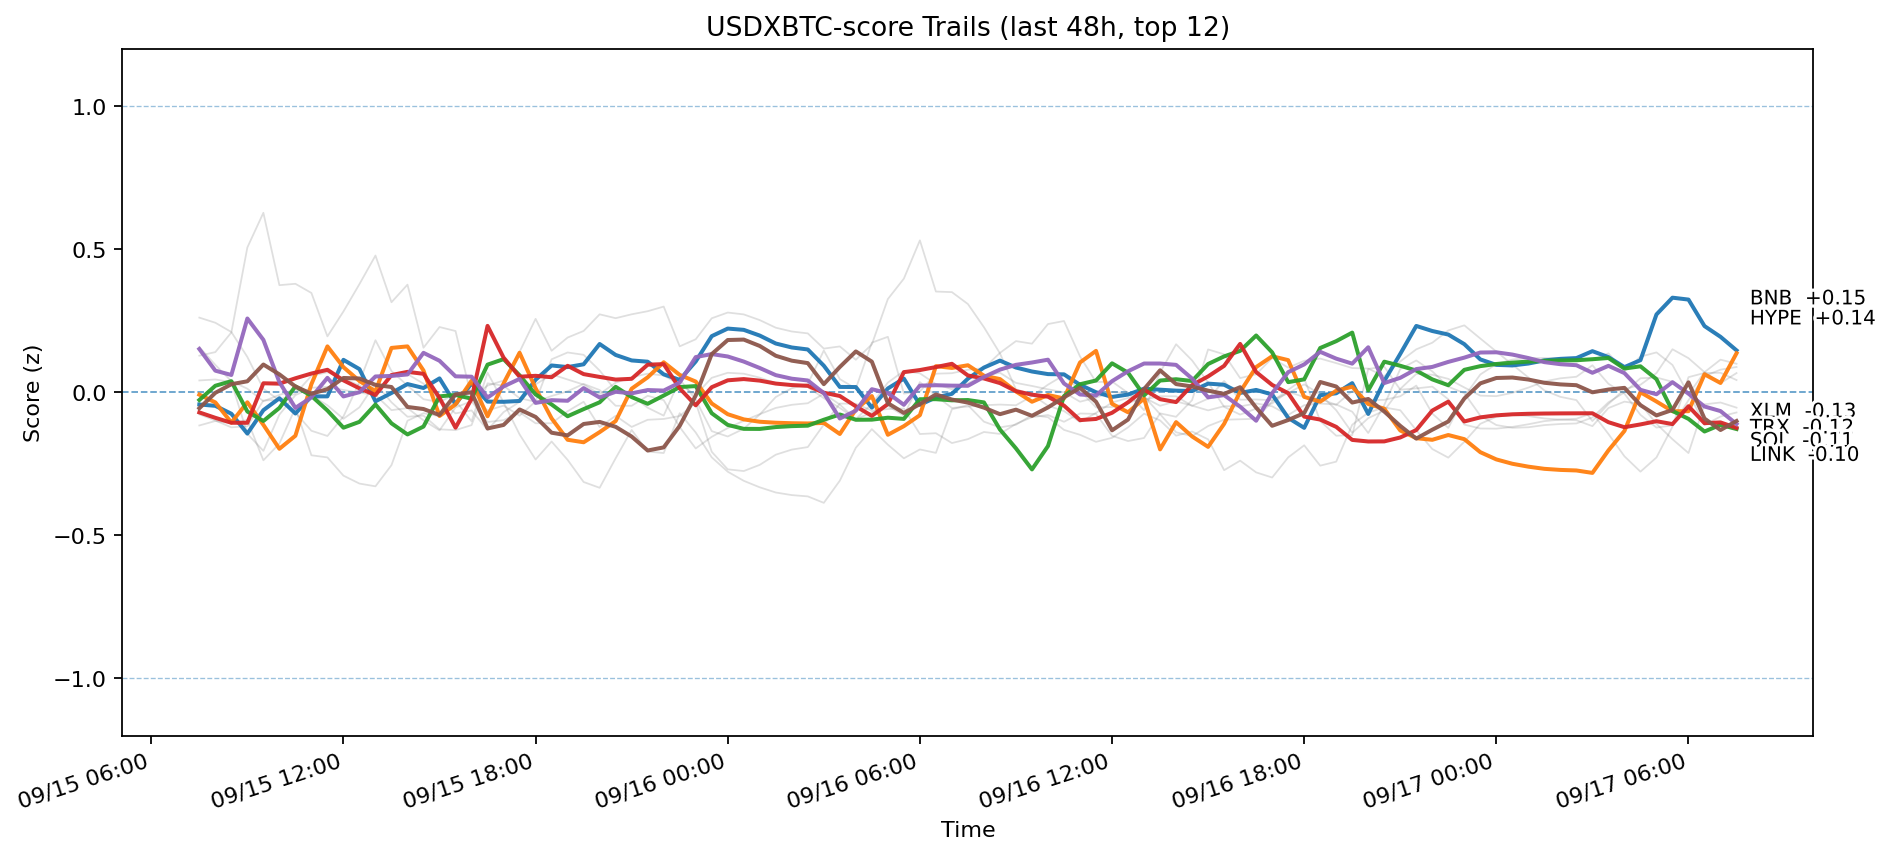 USDXBTC-score Trails (last 48h, top 12)
Score (z)
1.0
0.5
0.0
−0.5
−1.0
BNB +0.15
HYPE +0.14
XLM -0.13
TRX -0.12
SOL -0.11
LINK -0.10
09/15 06:00
09/15 12:00
09/15 18:00
09/16 00:00
09/16 06:00
09/16 12:00
09/16 18:00
09/17 00:00
09/17 06:00
Time